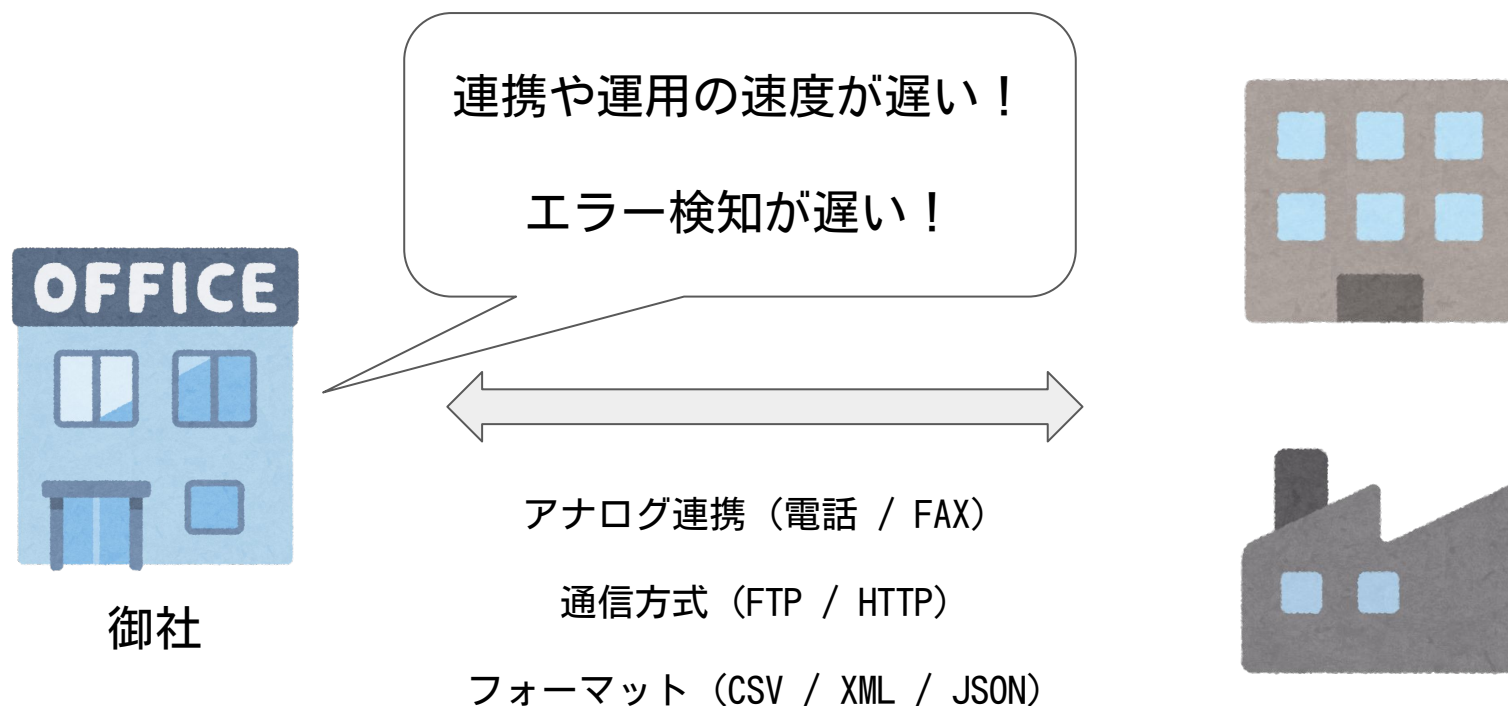 連携や運用の速度が遅い！
エラー検知が遅い！
OFFICE
アナログ連携（電話 / FAX）
通信方式（FTP / HTTP）
御社
フォーマット（CSV / XML / JSON）